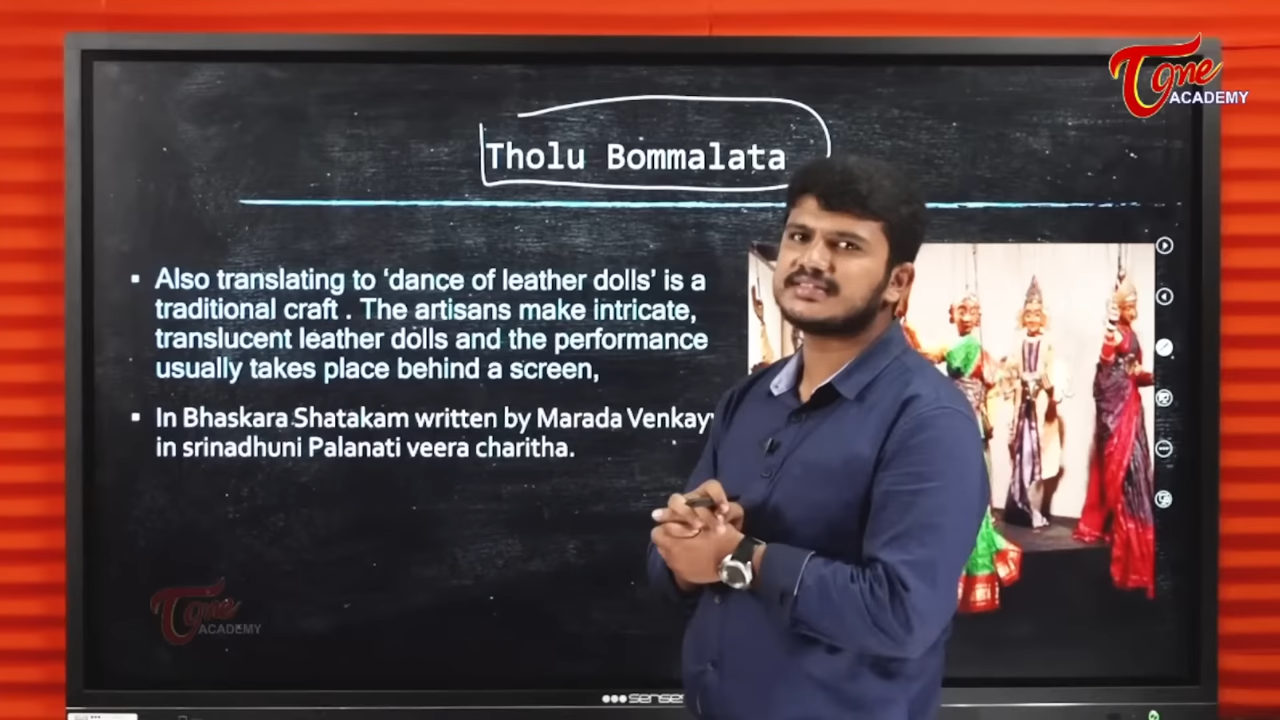 Tone
ACADEMY
Tholu Bommalata
Also translating to ‘dance of leather dolls’ is a
traditional craft . The artisans make intricate,
translucent leather dolls and the performance
usually takes place behind a screen,
In Bhaskara Shatakam written by Marada
in srinadhuni Palanati veera charitha.
Tone
ACADEMY